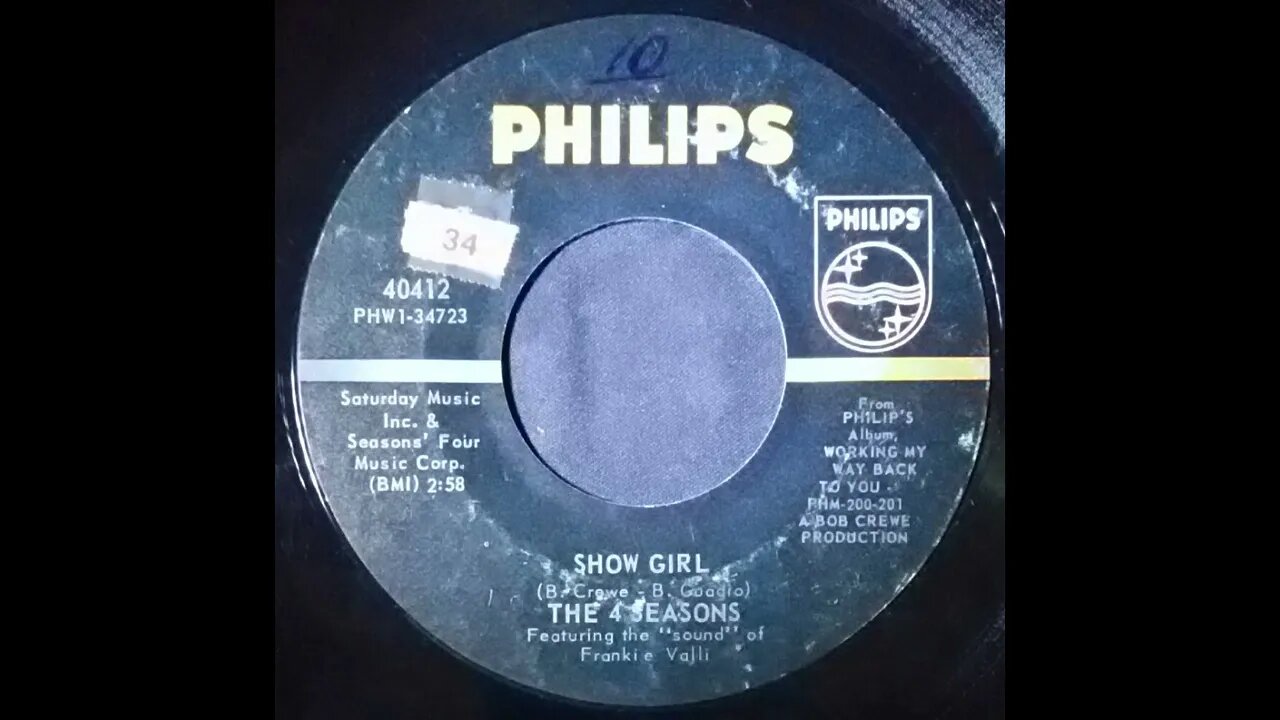 10
PHILIPS
PHILIPS
34
40412
PHW1-34723
Saturday Music
Inc. &
Seasons' Four
Music Corp.
(BMI) 2:58
From
PHILIP'S
Album,
WORKING MY
WAY BACK
TO YOU -
PHM-200-201
A BOB CREWE
PRODUCTION
SHOW GIRL
(B. Crewe - B. Guadio)
THE 4 SEASONS
Featuring the "sound" of
Frankie Valli